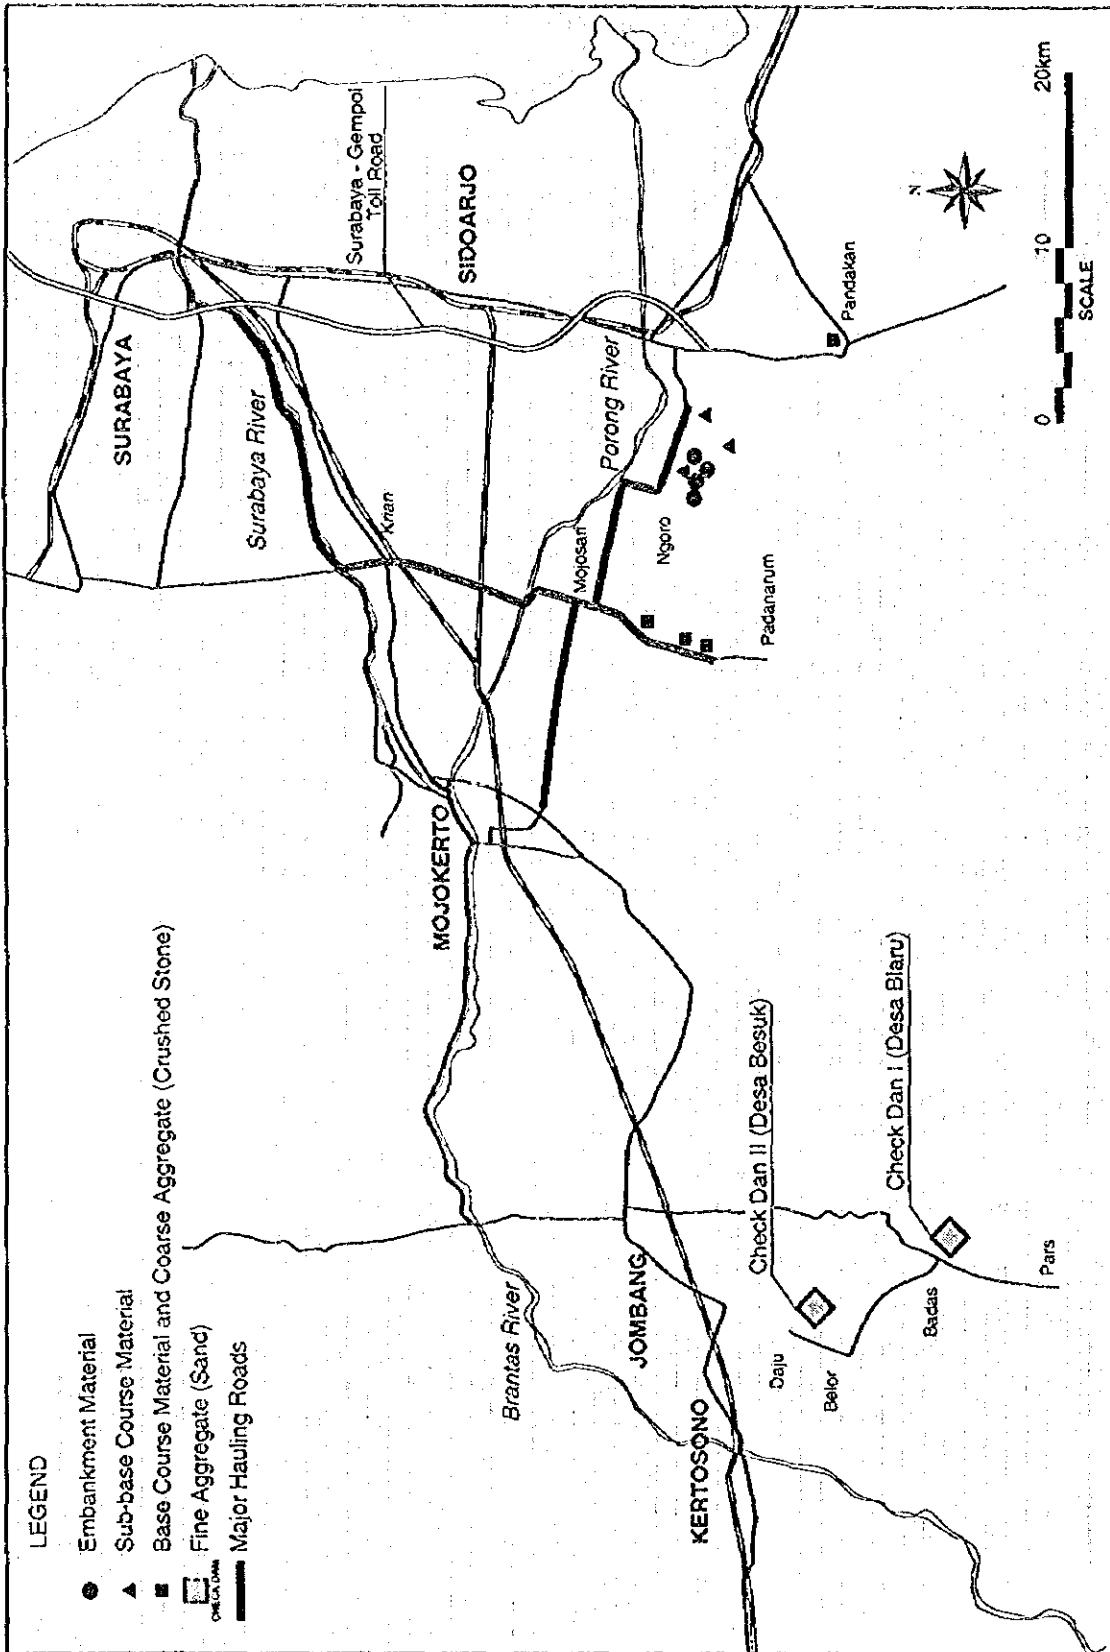 LEGEND
Embankment Material
Sub-base Course Material
Base Course Material and Coarse Aggregate (Crushed Stone)
Fine Aggregate (Sand)
CHECK DAM
Major Hauling Roads
SURABAYA
Surabaya River
Krian
Surabaya - Gempol
Toll Road
SIDOARJO
MOJOKERTO
Mojosari
Porong River
Ngoro
Padanarum
Pandakan
N
Brantas River
JOMBANG
KERTOSONO
Check Dan II (Desa Besuk)
Check Dan I (Desa Blaru)
Daju
Belor
Badas
Pars
0 10 20km
SCALE